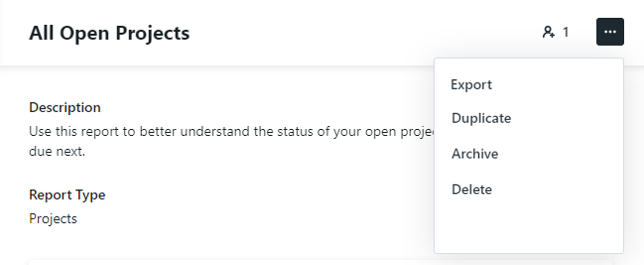 All Open Projects
1
Export
Description
Duplicate
Use this report to better understand the status of your open
due next.
Archive
Report Type
Delete
Projects